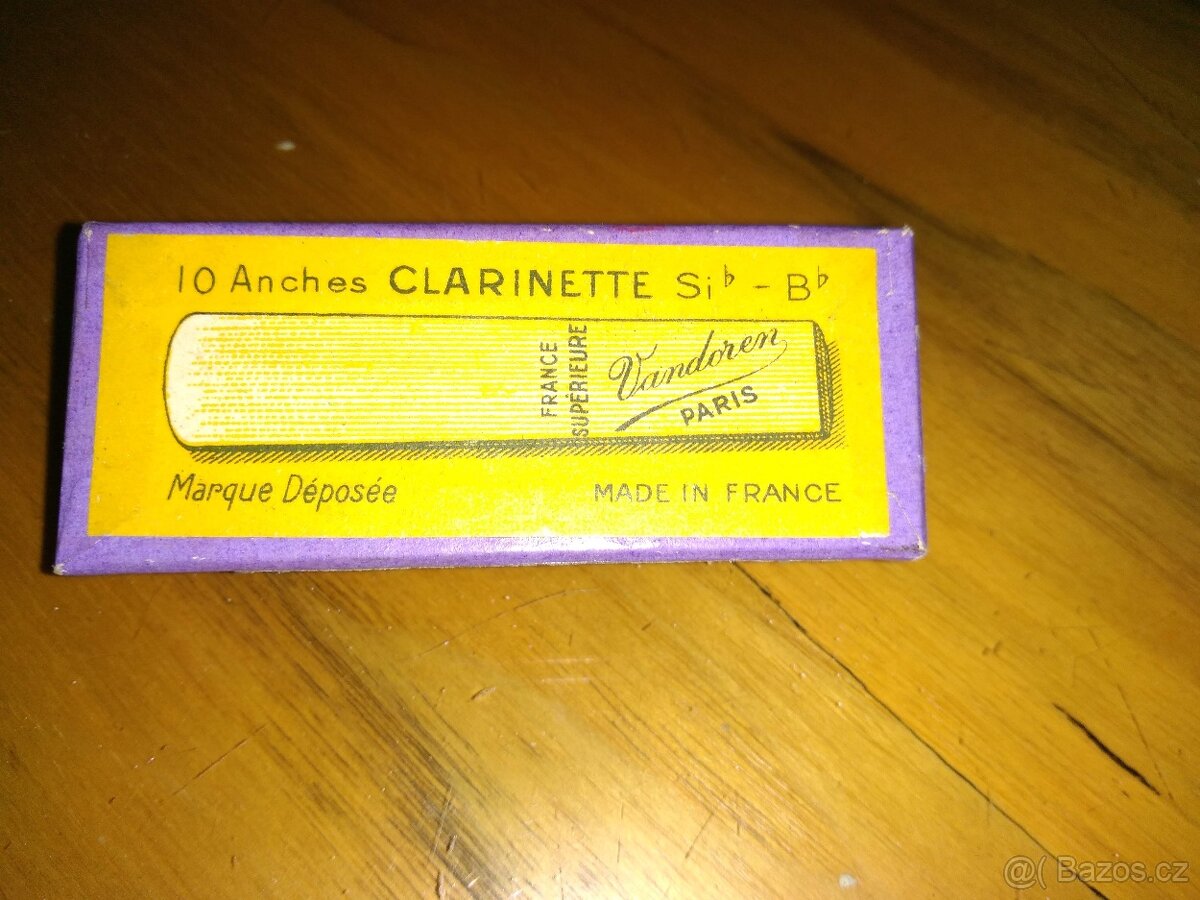 10 Anches CLARINETTE Si♭ - B♭
FRANCE
SUPÉRIEURE
Vandoren
PARIS
Marque Déposée
MADE IN FRANCE
@( Bazos.cz